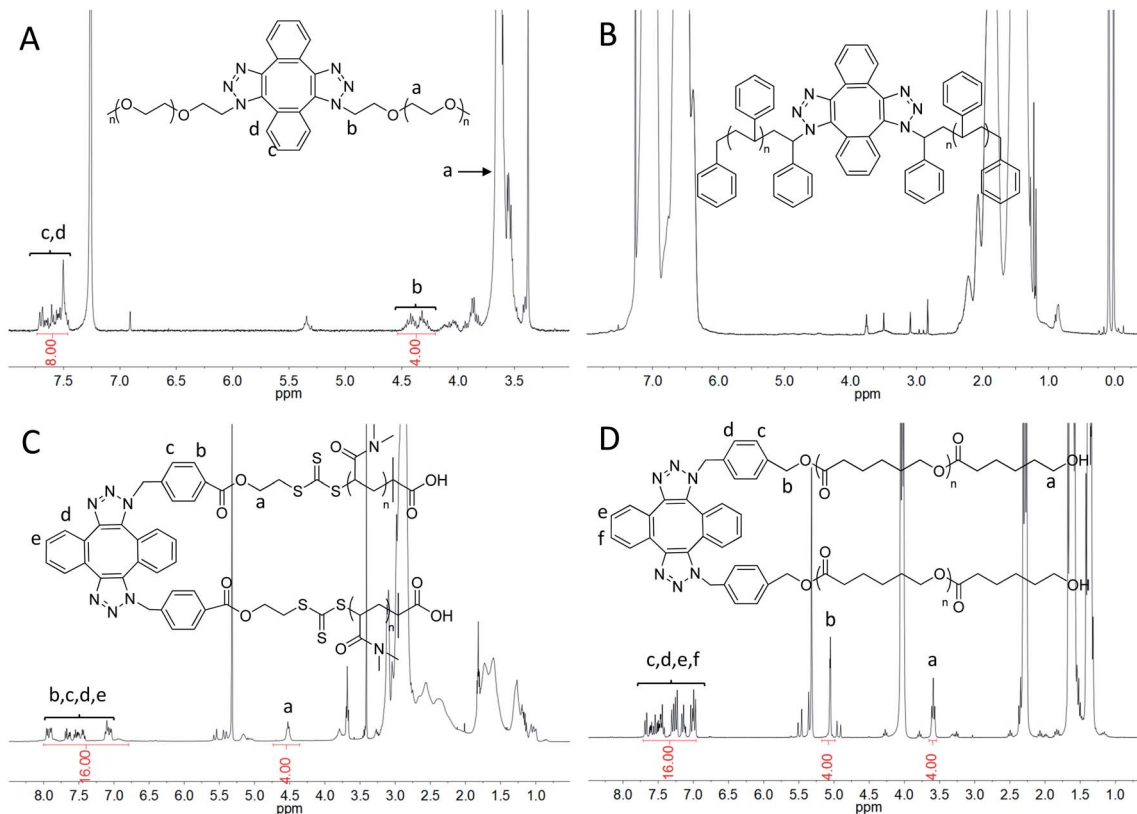 A
N N N N N N
O O n O O O n O
a
d c b
a
c,d
b
8.00 4.00
7.5 7.0 6.5 6.0 5.5 5.0 4.5 4.0 3.5
ppm
B
N N N N N N
n n
7.0 6.0 5.0 4.0 3.0 2.0 1.0 0.0
ppm
C
c b
N N N
O O
a
S S S
O N
n
OH
O
d
e
N N N
O O
S S S
O N
n
OH
O
b,c,d,e
a
16.00 4.00
8.0 7.5 7.0 6.5 6.0 5.5 5.0 4.5 4.0 3.5 3.0 2.5 2.0 1.5 1.0
ppm
D
d c
N N N
O
b
O
O
n
O
a
OH
e
f
N N N
O
O
O
n
O
OH
c,d,e,f
b
a
16.00 4.00 4.00
8.0 7.5 7.0 6.5 6.0 5.5 5.0 4.5 4.0 3.5 3.0 2.5 2.0 1.5 1.0
ppm